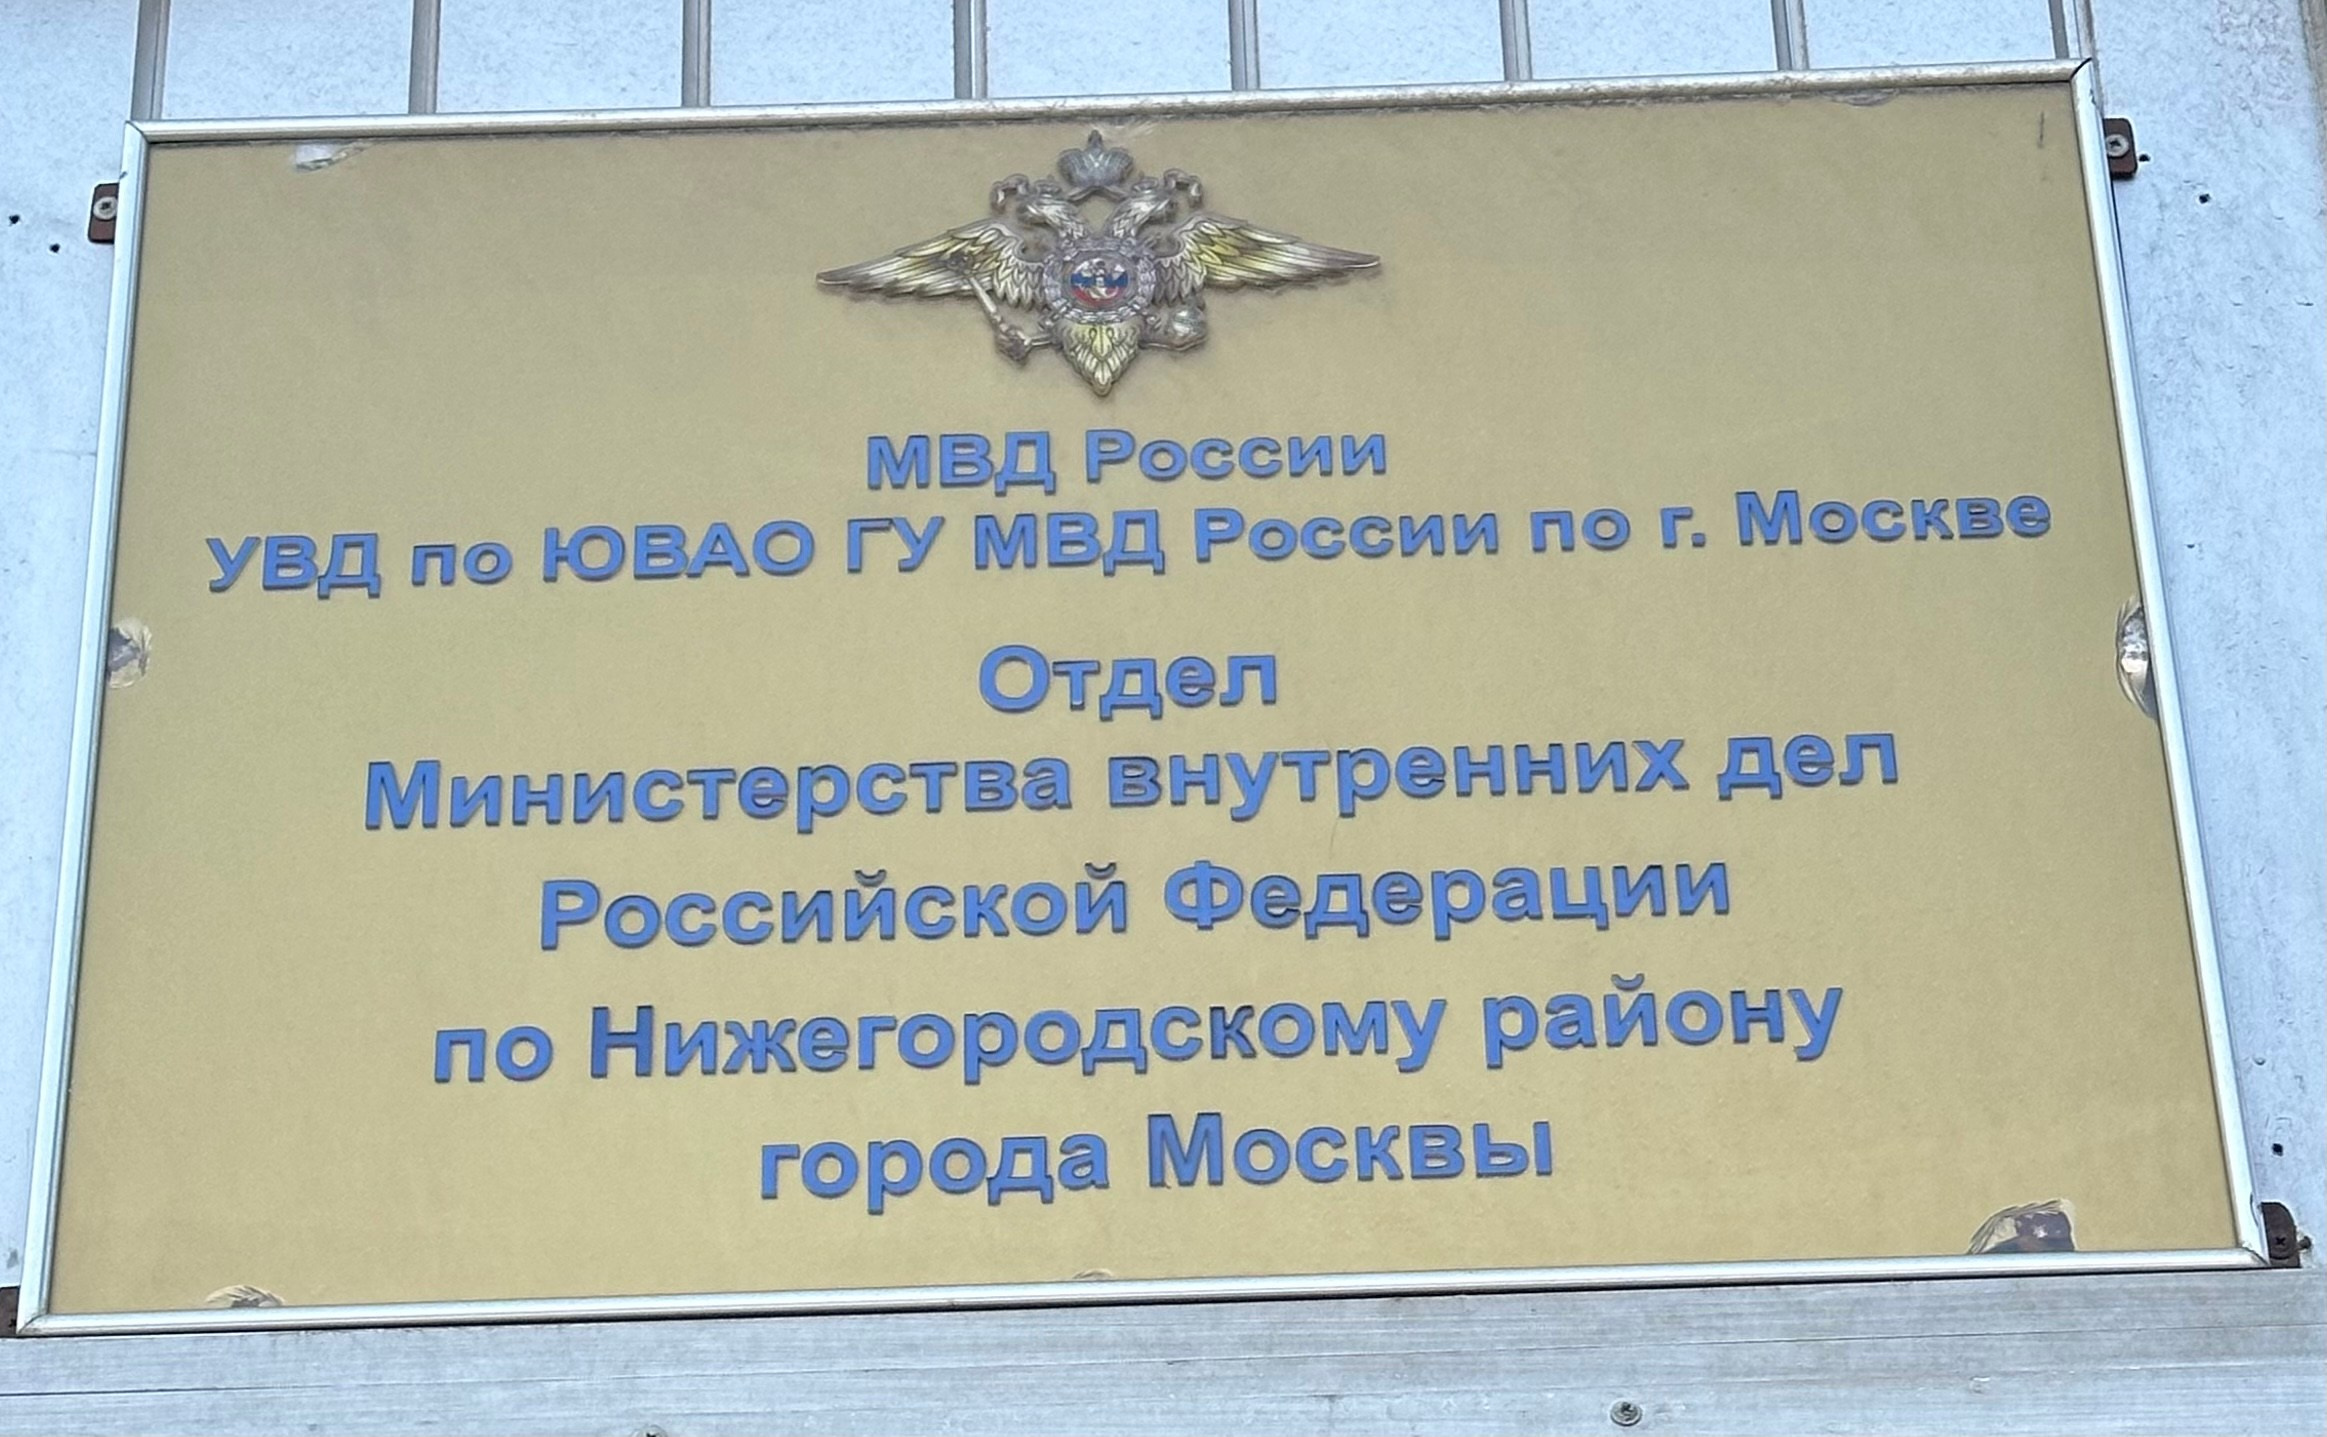 МВД России
УВД по ЮВАО ГУ МВД России по г. Москве
Отдел
Министерства внутренних дел
Российской Федерации
по Нижегородскому району
города Москвы